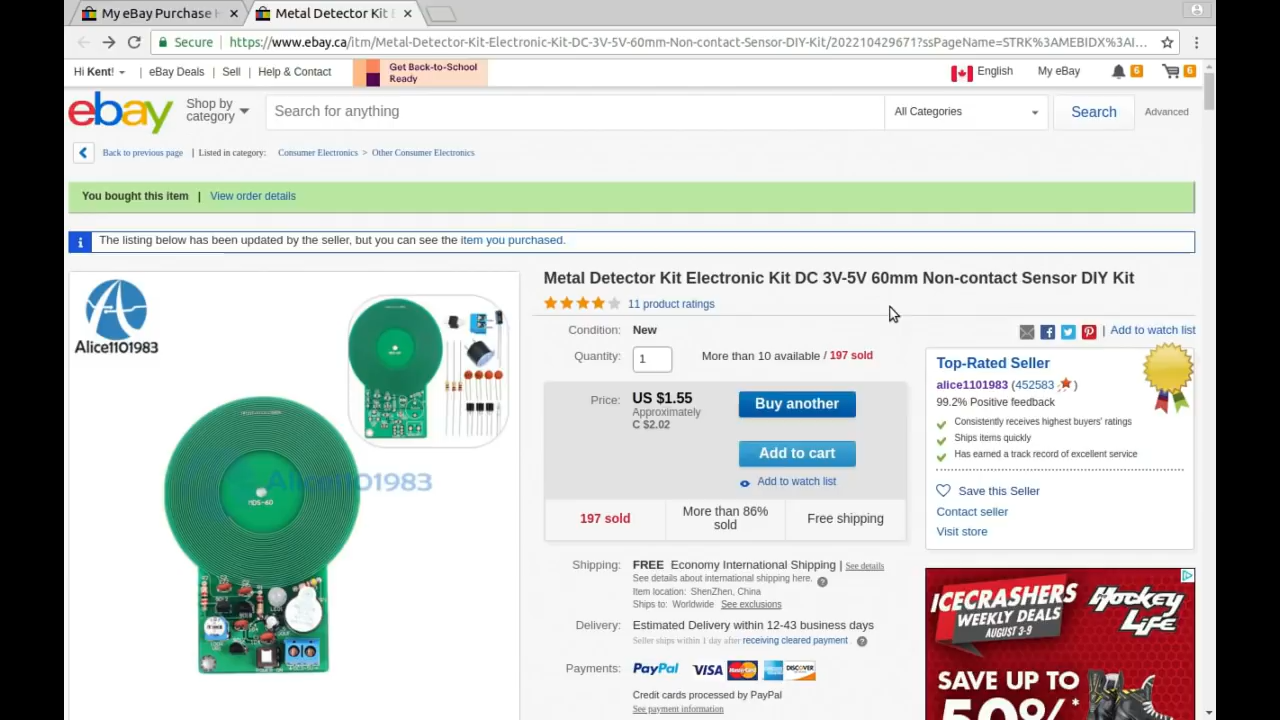 My eBay Purchase H
Metal Detector Kit E
Secure
https://www.ebay.ca/itm/Metal-Detector-Kit-Electronic-Kit-DC-3V-5V-60mm-Non-contact-Sensor-DIY-Kit/202210429671?ssPageName=STRK%3AMEBIDX%3AI...
Hi Kent!
| eBay Deals | Sell | Help & Contact
Get Back-to-School
Ready
English
My eBay
6
6
ebay
Shop by
category
Search for anything
All Categories
Search
Advanced
Back to previous page | Listed in category: Consumer Electronics > Other Consumer Electronics
You bought this item | View order details
i The listing below has been updated by the seller, but you can see the item you purchased.
Alice1101983
Alice1101983
MDS-60
Metal Detector Kit Electronic Kit DC 3V-5V 60mm Non-contact Sensor DIY Kit
11 product ratings
Condition: New
Quantity: 1 More than 10 available / 197 sold
Price: US $1.55
Approximately
C $2.02
Buy another
Add to cart
Add to watch list
197 sold
More than 86%
sold
Free shipping
Shipping: FREE Economy International Shipping | See details
See details about international shipping here. ?
Item location: ShenZhen, China
Ships to: Worldwide See exclusions
Delivery: Estimated Delivery within 12-43 business days
Seller ships within 1 day after receiving cleared payment . ?
Payments: PayPal VISA MasterCard DISCOVER
Credit cards processed by PayPal
See payment information
| Add to watch list
Top-Rated Seller
alice1101983 (452583 )
99.2% Positive feedback
Consistently receives highest buyers' ratings
Ships items quickly
Has earned a track record of excellent service
Save this Seller
Contact seller
Visit store
ICECRASHERS
WEEKLY DEALS
AUGUST 3-9
Hockey
Life
SAVE UP TO
50%*